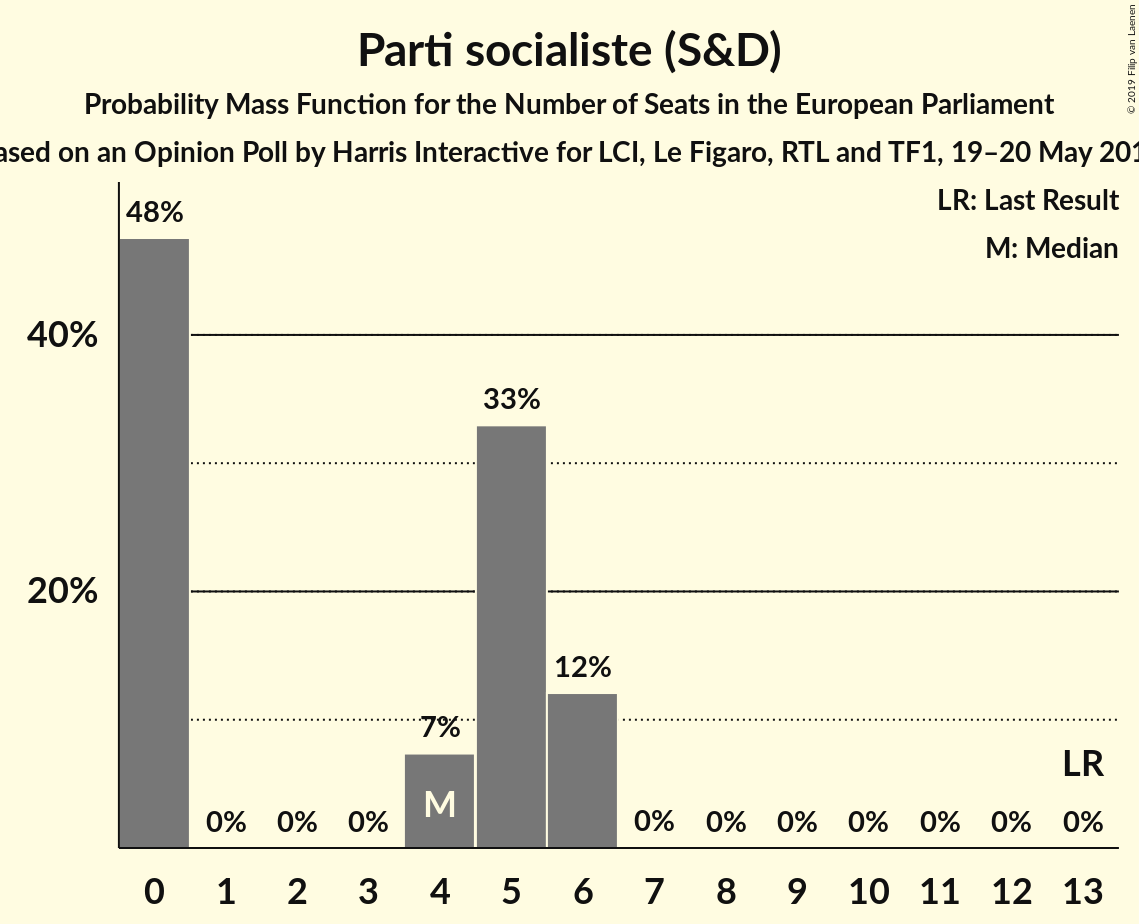 Parti socialiste (S&D)
Probability Mass Function for the Number of Seats in the European Parliament
on an Opinion Poll by Harris Interactive for LCI, Le Figaro, RTL and TF1, 19–20 May
© 2019 Filip van Laenen
LR: Last Result
M: Median
48%
40%
33%
20%
12%
7%
M
LR
0% 0% 0% 0% 0% 0% 0% 0% 0% 0%
0 1 2 3 4 5 6 7 8 9 10 11 12 13